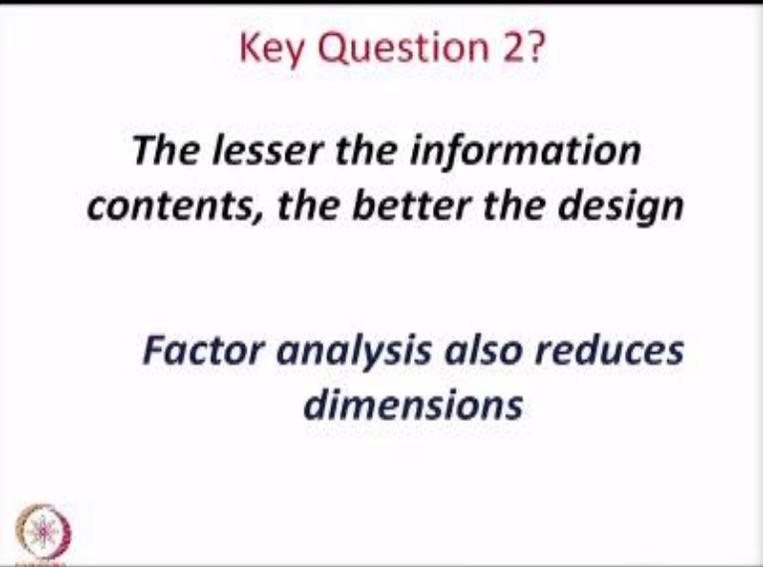 Key Question 2?
The lesser the information
contents, the better the design
Factor analysis also reduces
dimensions